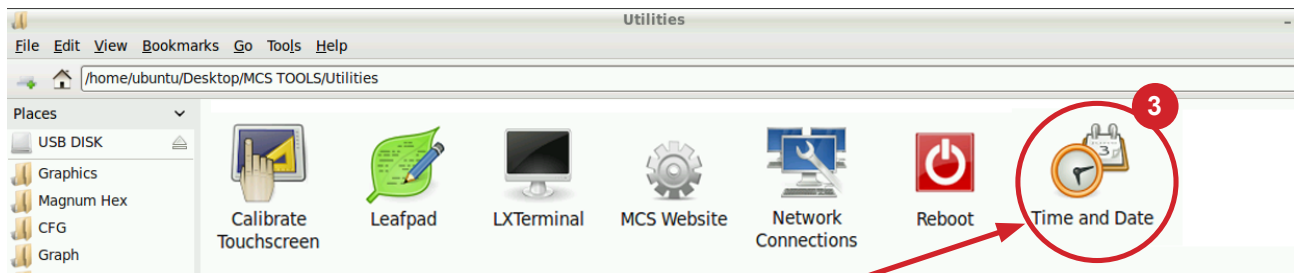 Utilities
File Edit View Bookmarks Go Tools Help
/home/ubuntu/Desktop/MCS TOOLS/Utilities
Places
USB DISK
Graphics
Magnum Hex
CFG
Graph
Calibrate
Touchscreen
Leafpad
LXTerminal
MCS Website
Network
Connections
Reboot
Time and Date
3
3